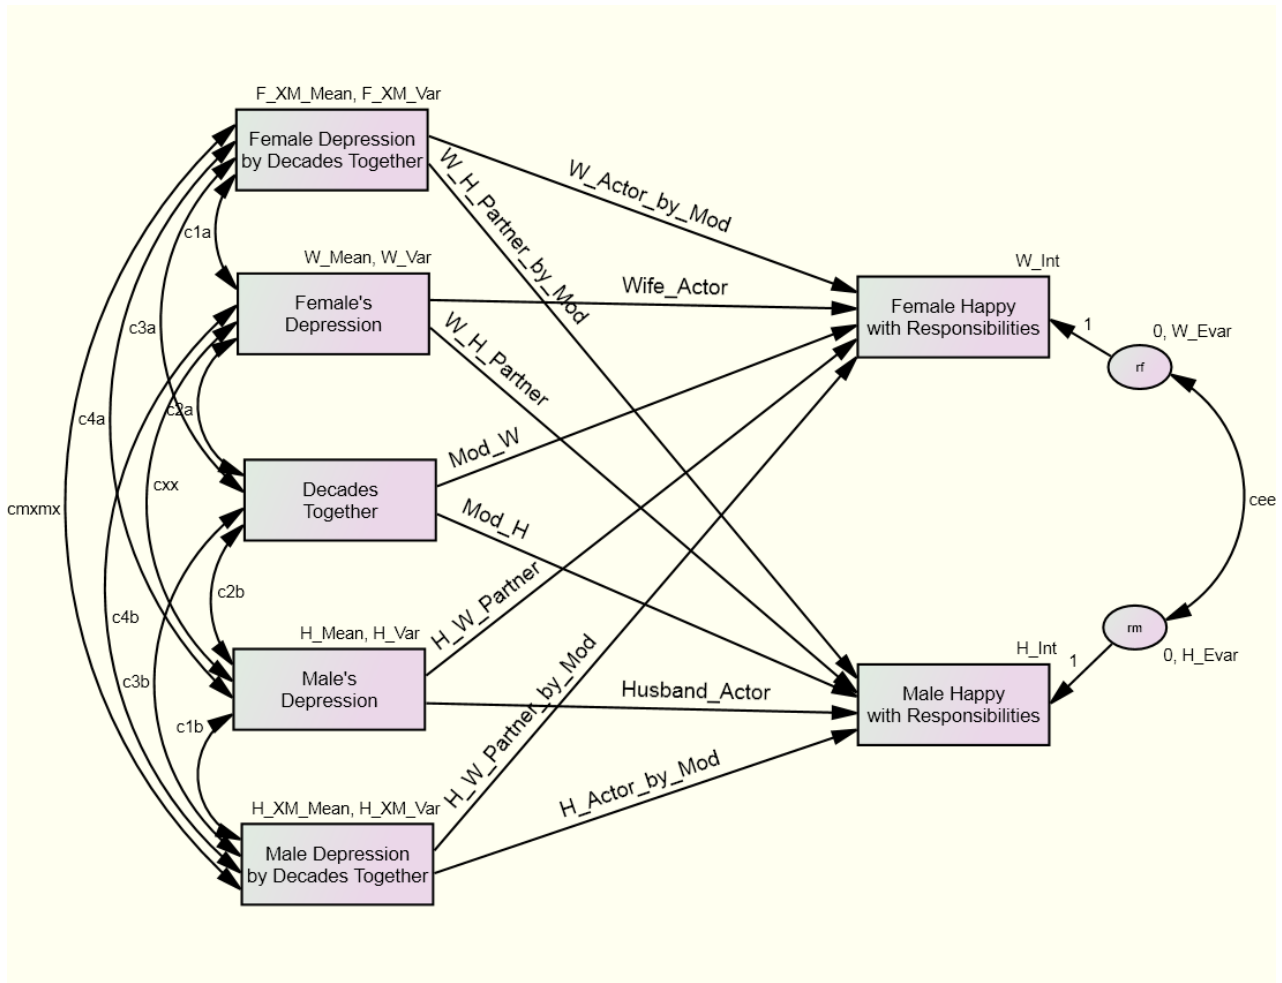 F_XM_Mean, F_XM_Var
Female Depression
by Decades Together
W_Actor_by_Mod
W_H_Partner_by_Mod
c1a
W_Mean, W_Var
Female's
Depression
Wife_Actor
W_H_Partner
W_Int
Female Happy
with Responsibilities
1
0, W_Evar
rf
c3a
c2a
c4a
Decades
Together
Mod_W
Mod_H
cxx
cmxmx
cee
c2b
c4b
H_Mean, H_Var
Male's
Depression
H_W_Partner
Husband_Actor
H_Int
Male Happy
with Responsibilities
1
rm
0, H_Evar
c3b
c1b
H_XM_Mean, H_XM_Var
Male Depression
by Decades Together
H_W_Partner_by_Mod
H_Actor_by_Mod